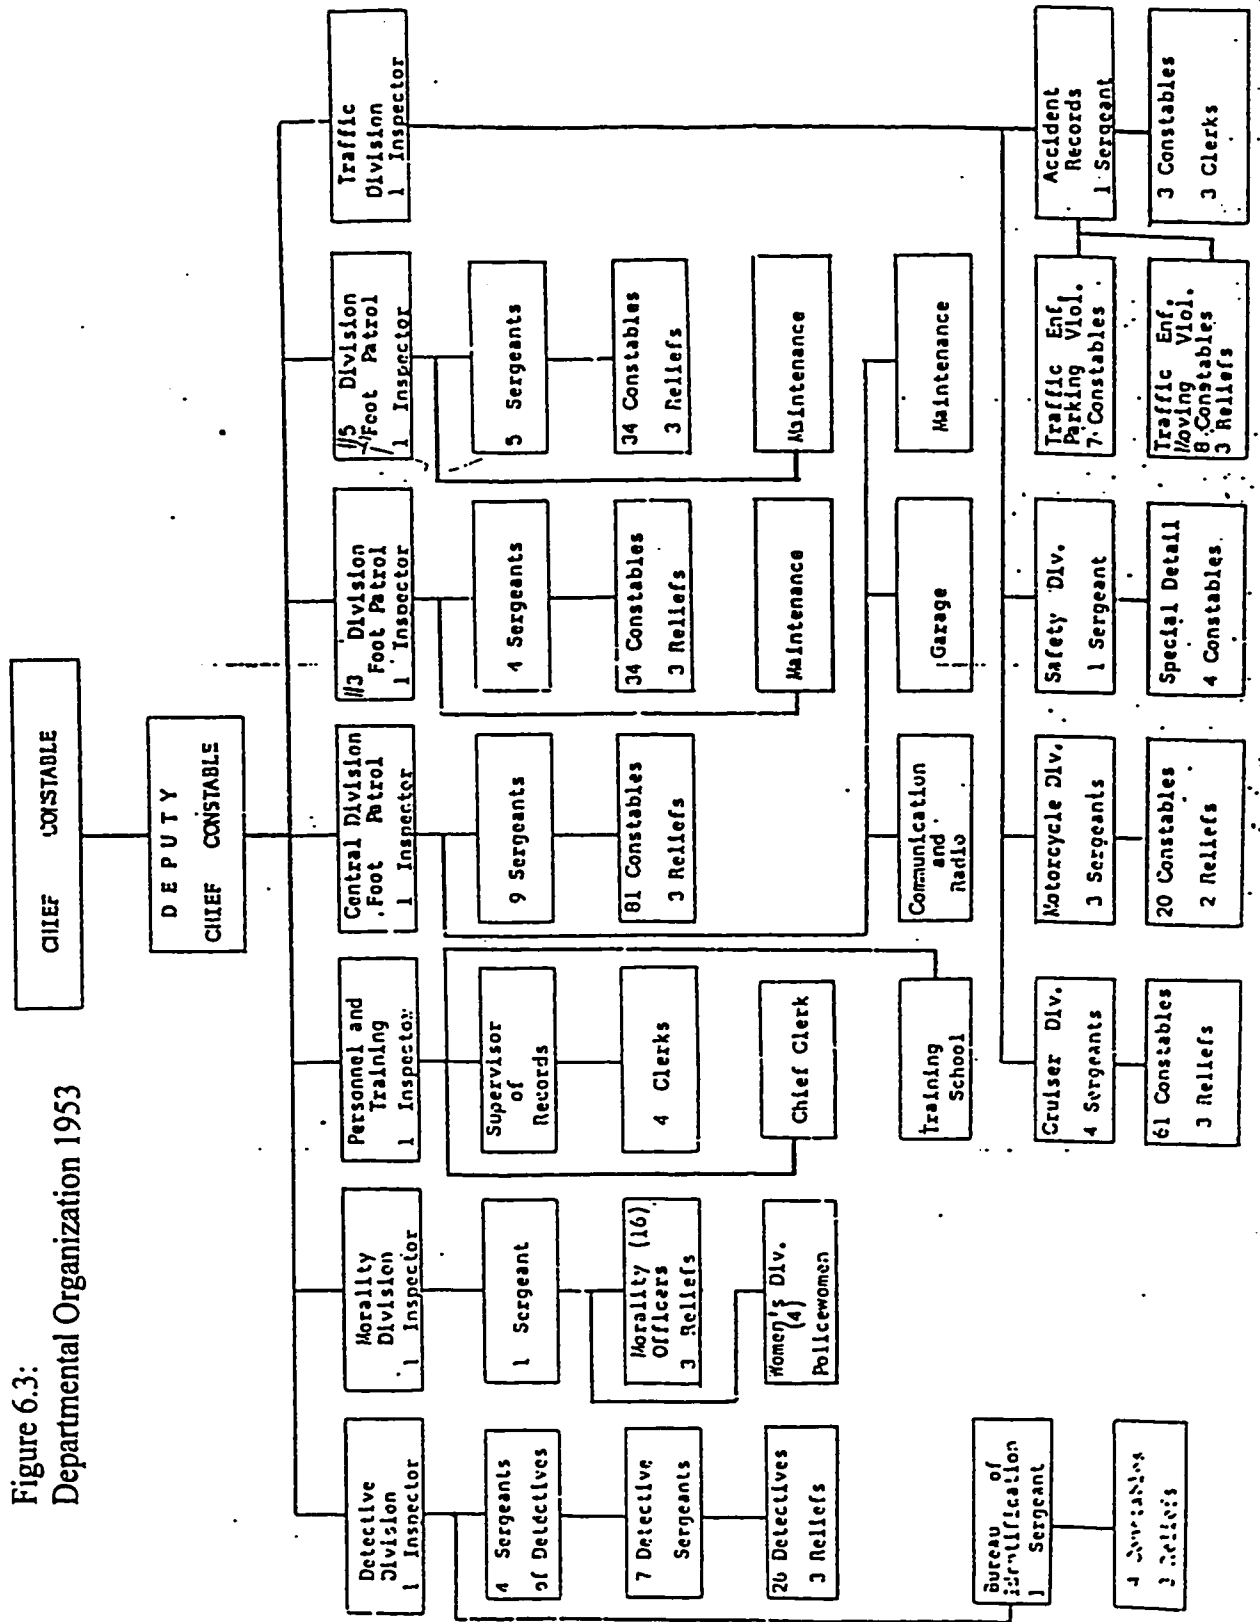 Figure 6.3:
Departmental Organization 1953
CHIEF CONSTABLE
DEPUTY
CHIEF CONSTABLE
Detective
Division
1 Inspector
Morality
Division
1 Inspector
Personnel and
Training
1 Inspector
Central Division
Foot Patrol
1 Inspector
#3 Division
Foot Patrol
1 Inspector
#5 Division
Foot Patrol
1 Inspector
Traffic
Division
1 Inspector
4 Sergeants
of Detectives
1 Sergeant
Supervisor
of
Records
9 Sergeants
4 Sergeants
5 Sergeants
7 Detective
Sergeants
Morality (16)
Officers
3 Reliefs
4 Clerks
81 Constables
3 Reliefs
34 Constables
3 Reliefs
34 Constables
3 Reliefs
26 Detectives
3 Reliefs
Women's Div.
(4)
Policewomen
Chief Clerk
Maintenance
Maintenance
Training
School
Communication
and
Radio
Garage
Maintenance
Bureau of
Identification
1 Sergeant
Cruiser Div.
4 Sergeants
Motorcycle Div.
3 Sergeants
Safety Div.
1 Sergeant
Traffic Enf.
Parking Viol.
7 Constables
Accident
Records
1 Sergeant
Constables
Reliefs
61 Constables
3 Reliefs
20 Constables
2 Reliefs
Special Detail
4 Constables
Traffic Enf.
Moving Viol.
8 Constables
3 Reliefs
3 Constables
3 Clerks